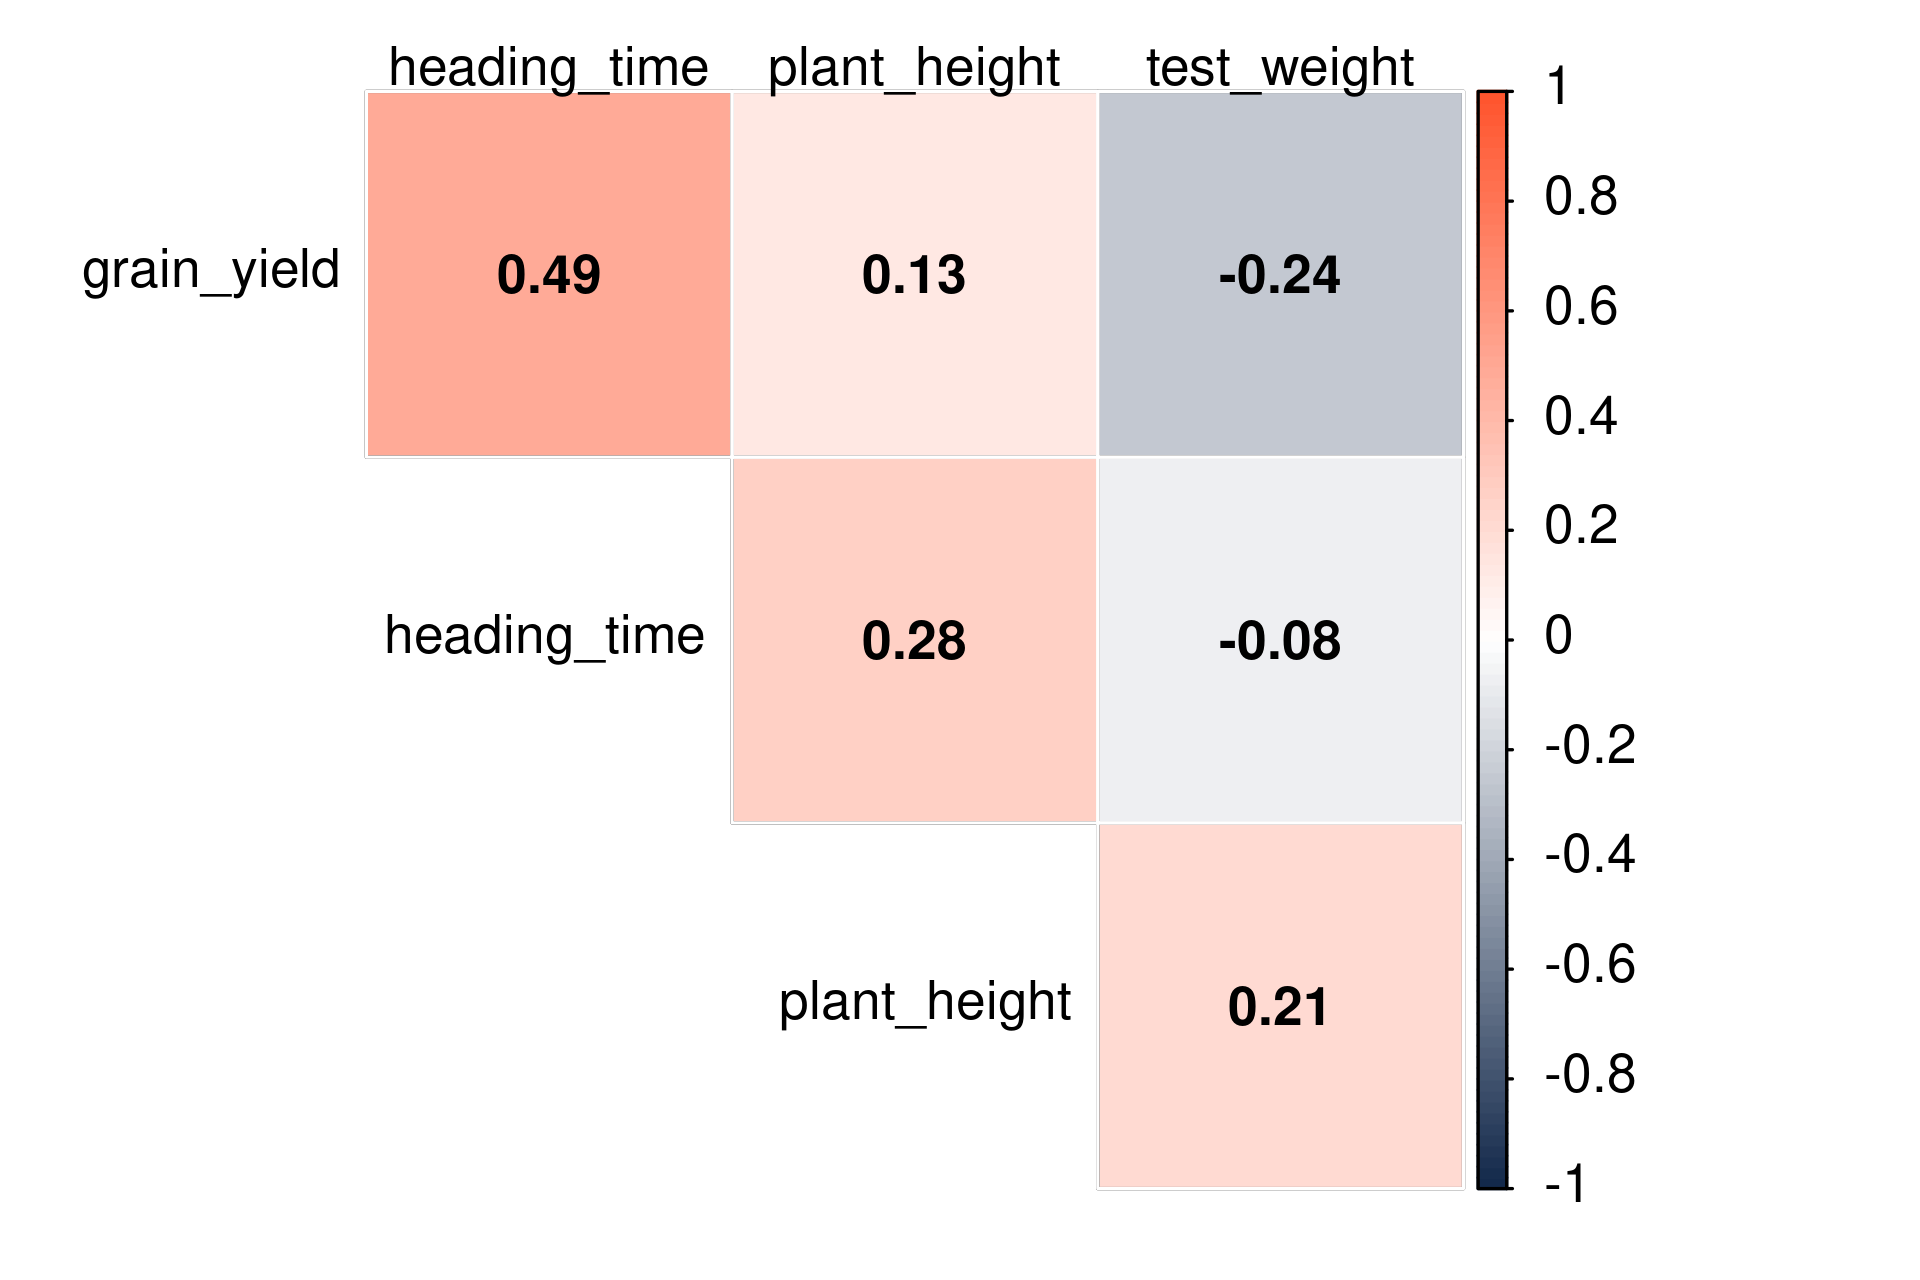 heading_time plant_height test_weight
1
0.8
grain_yield 0.49 0.13 -0.24
0.6
0.4
0.2
heading_time 0.28 -0.08 0
-0.2
-0.4
-0.6
plant_height 0.21
-0.8
-1